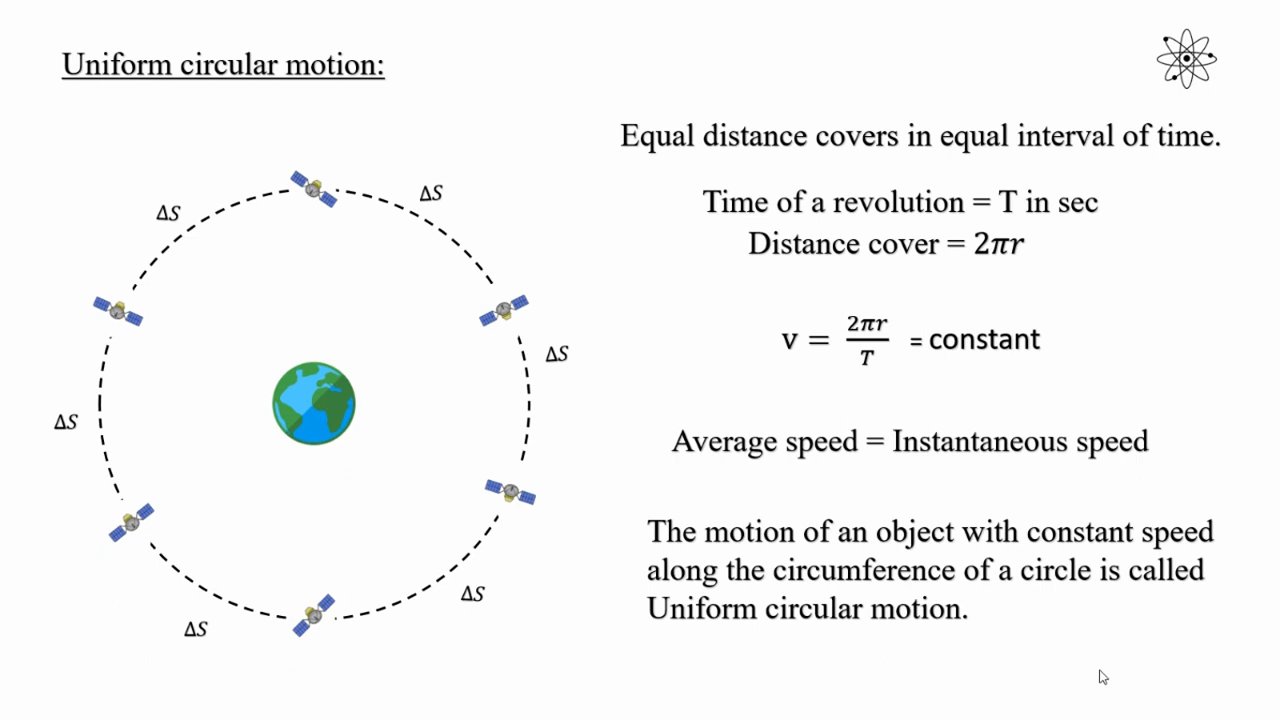 Uniform circular motion:
Equal distance covers in equal interval of time.
Time of a revolution = T in sec
Distance cover = 2πr
v = 2πr/T = constant
Average speed = Instantaneous speed
The motion of an object with constant speed
along the circumference of a circle is called
Uniform circular motion.
ΔS
ΔS
ΔS
ΔS
ΔS
ΔS